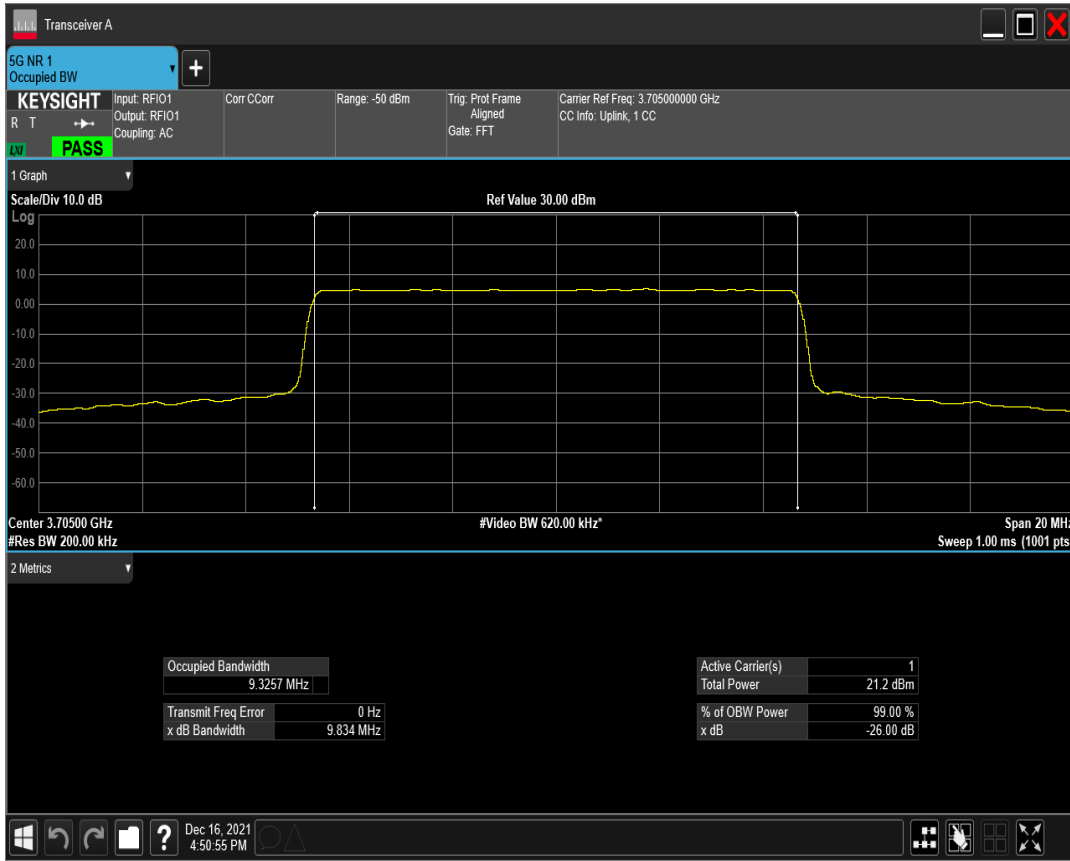 Transceiver A
5G NR 1
Occupied BW
KEYSIGHT
R T
LXI
PASS
Input: RFIO1
Output: RFIO1
Coupling: AC
Corr CCorr
Range: -50 dBm
Trig: Prot Frame
Aligned
Gate: FFT
Carrier Ref Freq: 3.705000000 GHz
CC Info: Uplink, 1 CC
1 Graph
Scale/Div 10.0 dB
Ref Value 30.00 dBm
Log
20.0
10.0
0.00
-10.0
-20.0
-30.0
-40.0
-50.0
-60.0
Center 3.70500 GHz
#Video BW 620.00 kHz*
Span 20 MHz
#Res BW 200.00 kHz
Sweep 1.00 ms (1001 pts
2 Metrics
Occupied Bandwidth
9.3257 MHz
Transmit Freq Error 0 Hz
x dB Bandwidth 9.834 MHz
Active Carrier(s) 1
Total Power 21.2 dBm
% of OBW Power 99.00 %
x dB -26.00 dB
?
Dec 16, 2021
4:50:55 PM